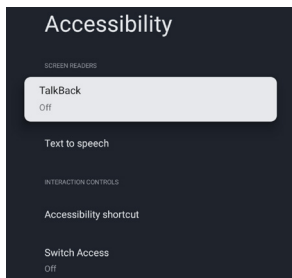 Accessibility
SCREEN READERS
TalkBack
Off
Text to speech
INTERACTION CONTROLS
Accessibility shortcut
Switch Access
Off